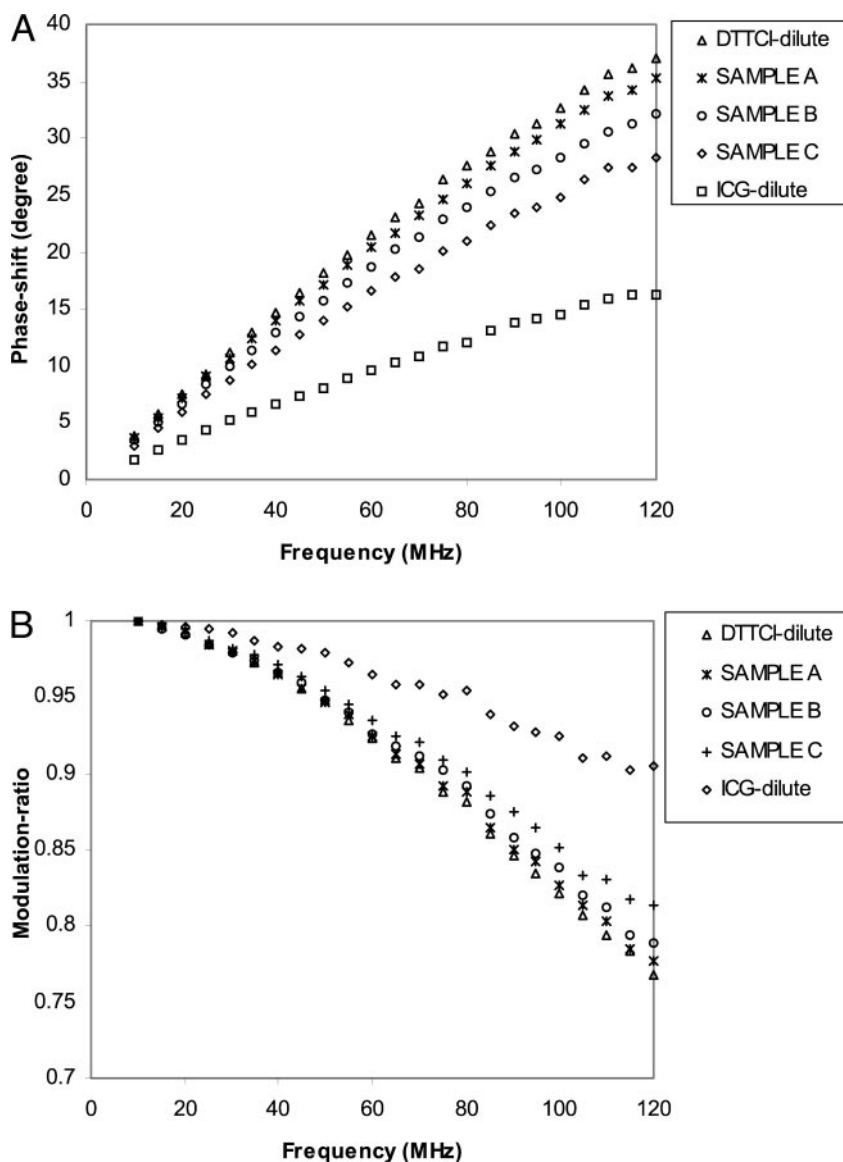 A
40
35
30
25
20
15
10
5
0
Phase-shift (degree)
0 20 40 60 80 100 120
Frequency (MHz)
DTTCI-dilute
SAMPLE A
SAMPLE B
SAMPLE C
ICG-dilute
B
1
0.95
0.9
0.85
0.8
0.75
0.7
Modulation-ratio
0 20 40 60 80 100 120
Frequency (MHz)
DTTCI-dilute
SAMPLE A
SAMPLE B
SAMPLE C
ICG-dilute